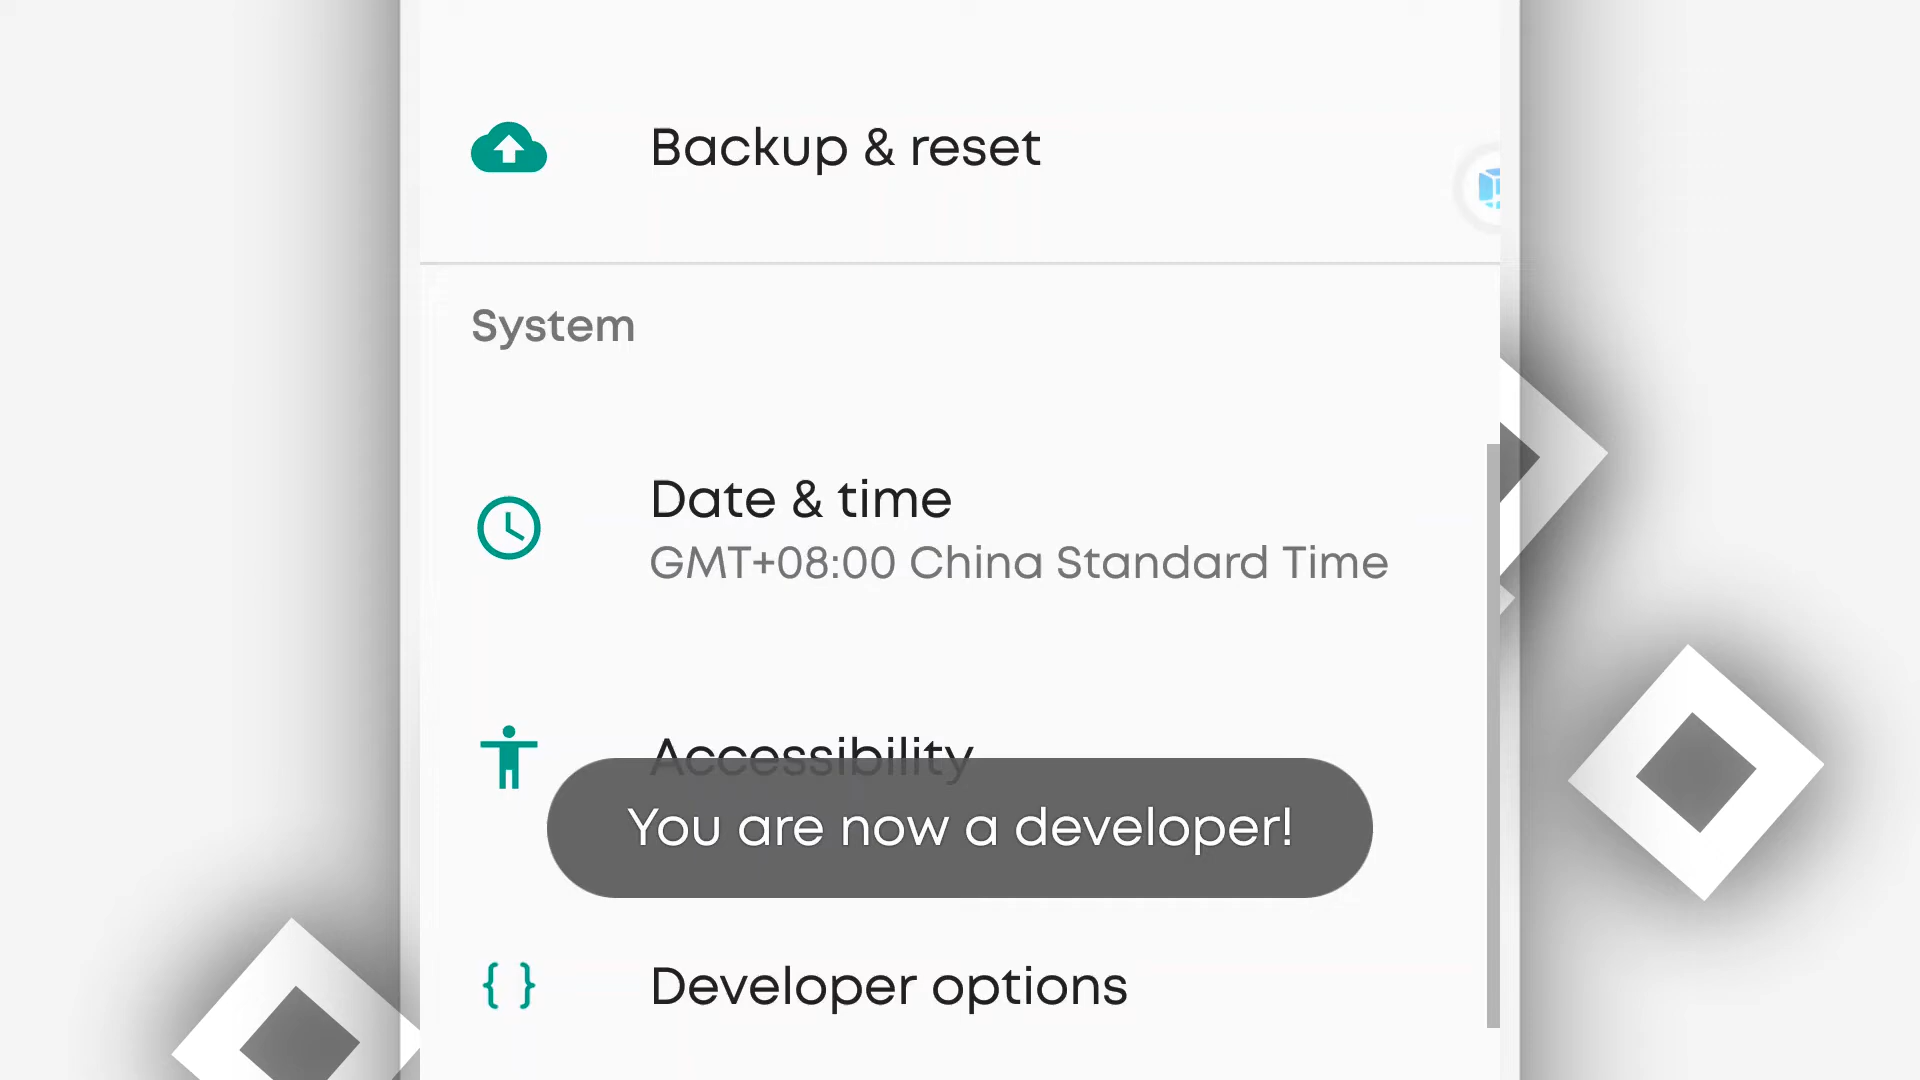 Backup & reset
System
Date & time
GMT+08:00 China Standard Time
Accessibility
You are now a developer!
Developer options